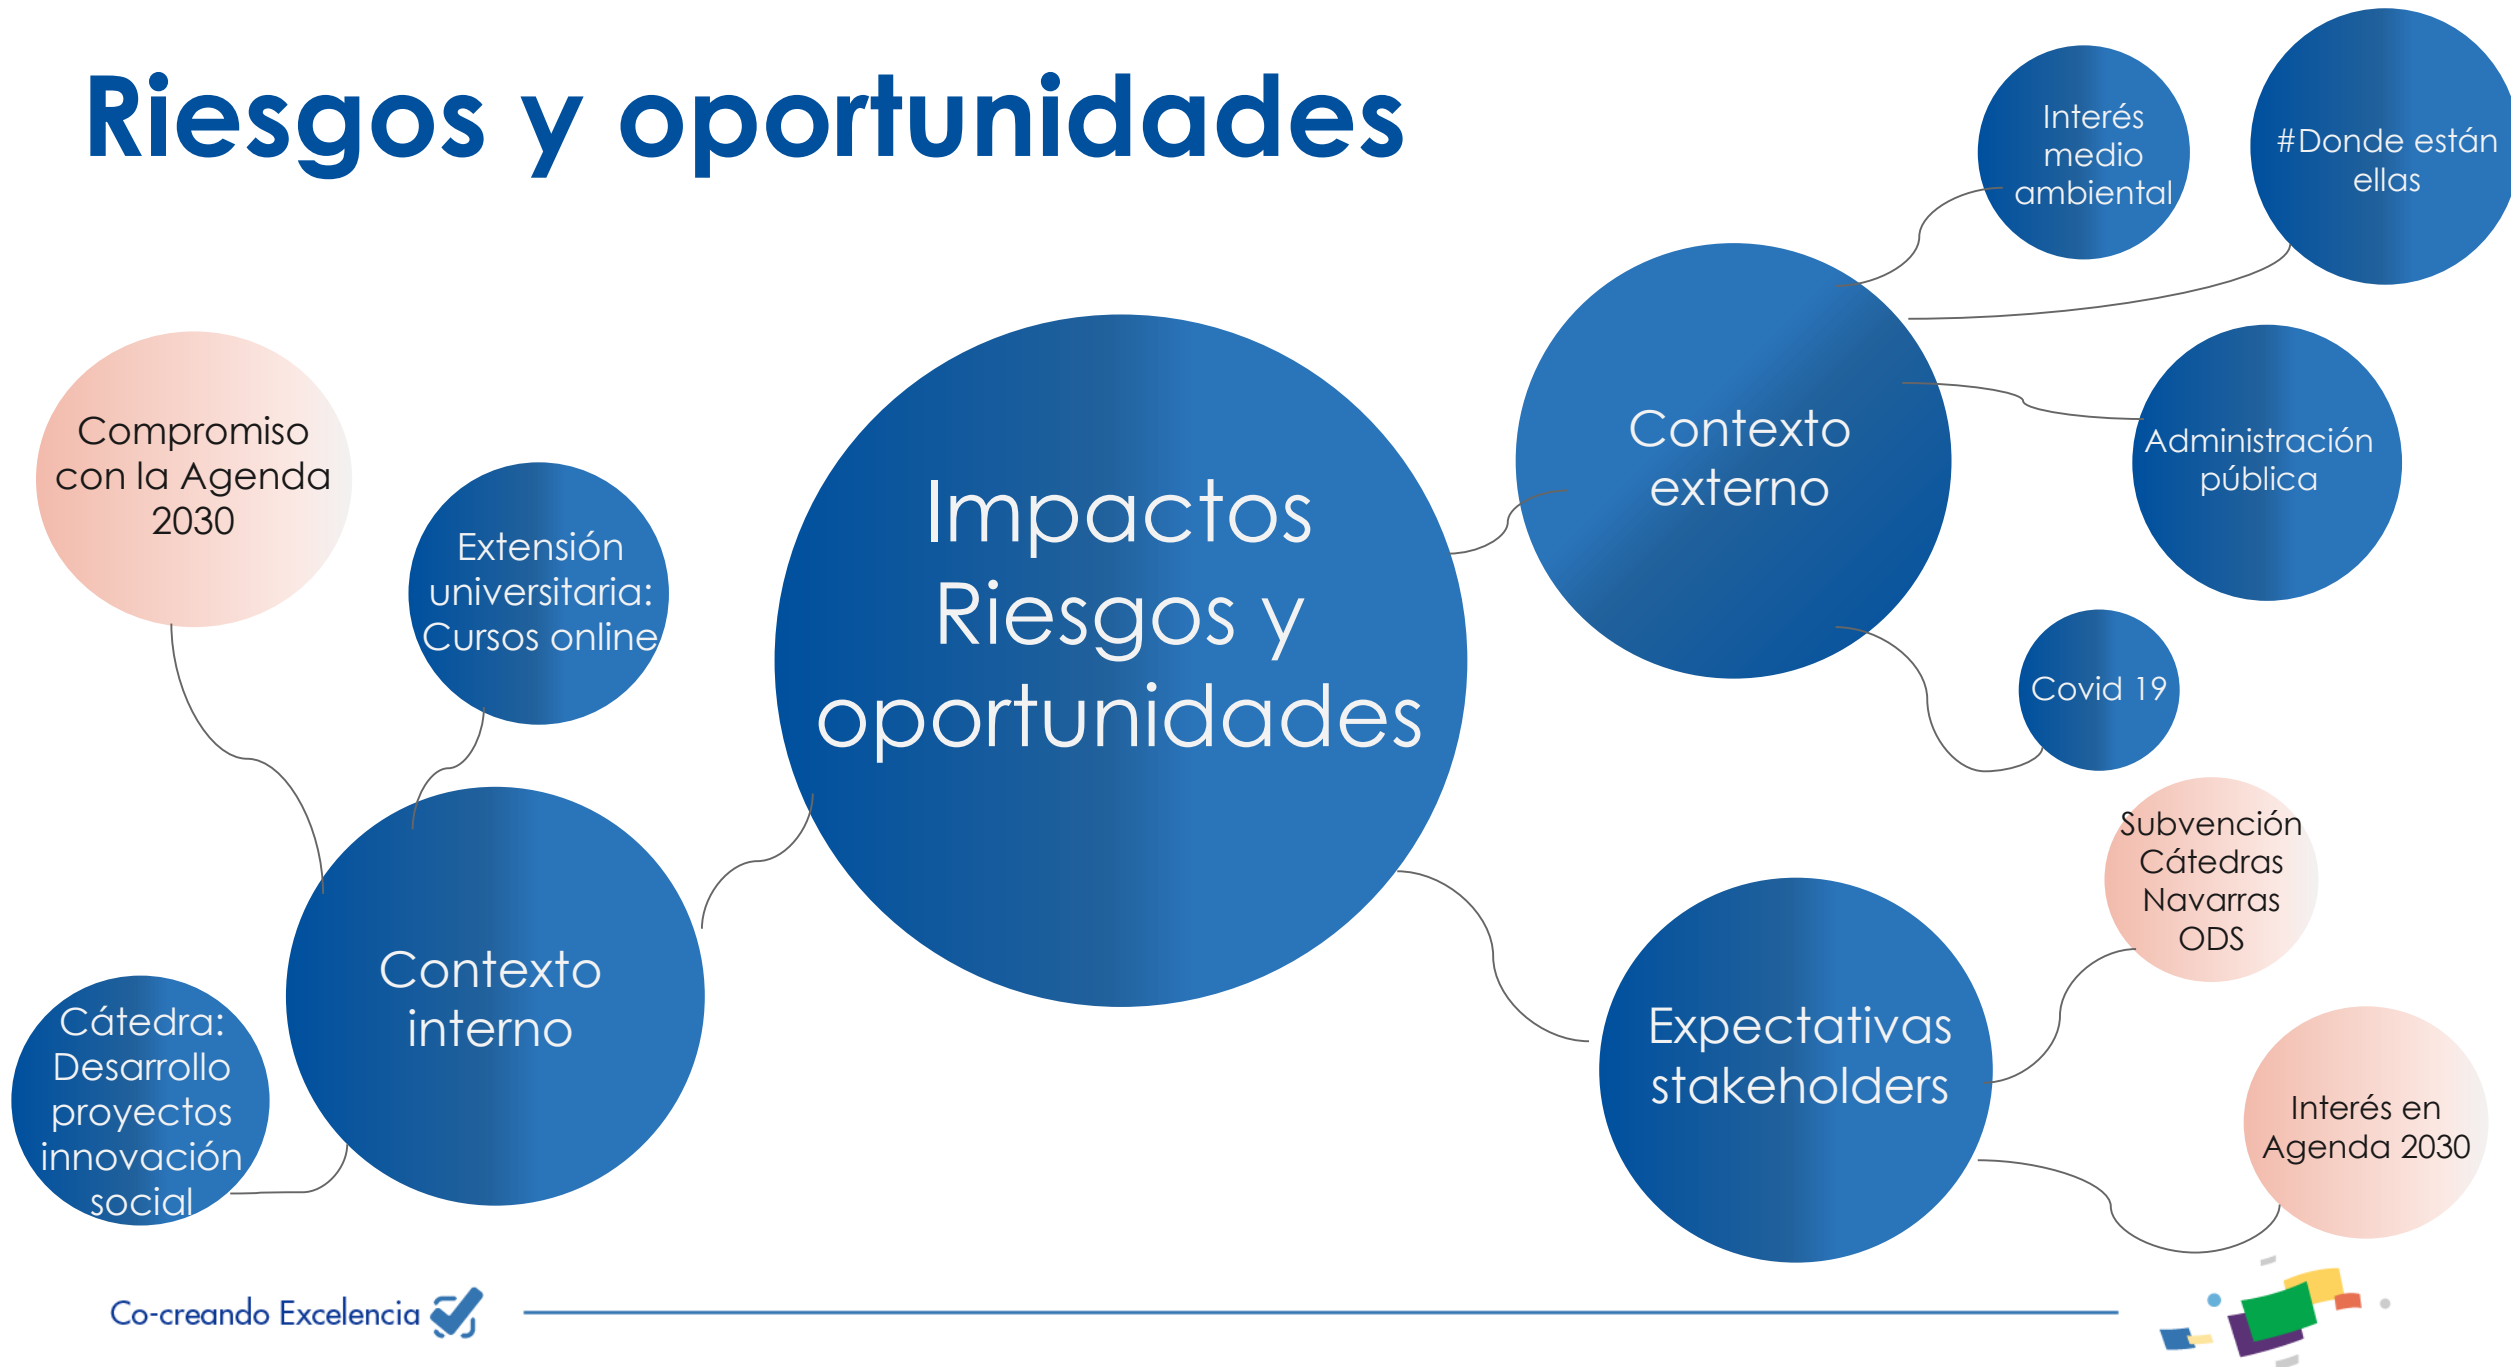 Riesgos y oportunidades
Interés
medio
ambiental
#Donde están
ellas
Contexto
externo
Administración
pública
Covid 19
Compromiso
con la Agenda
2030
Extensión
universitaria:
Cursos online
Impactos
Riesgos y
oportunidades
Contexto
interno
Cátedra:
Desarrollo
proyectos
innovación
social
Expectativas
stakeholders
Subvención
Cátedras
Navarras
ODS
Interés en
Agenda 2030
Co-creando Excelencia